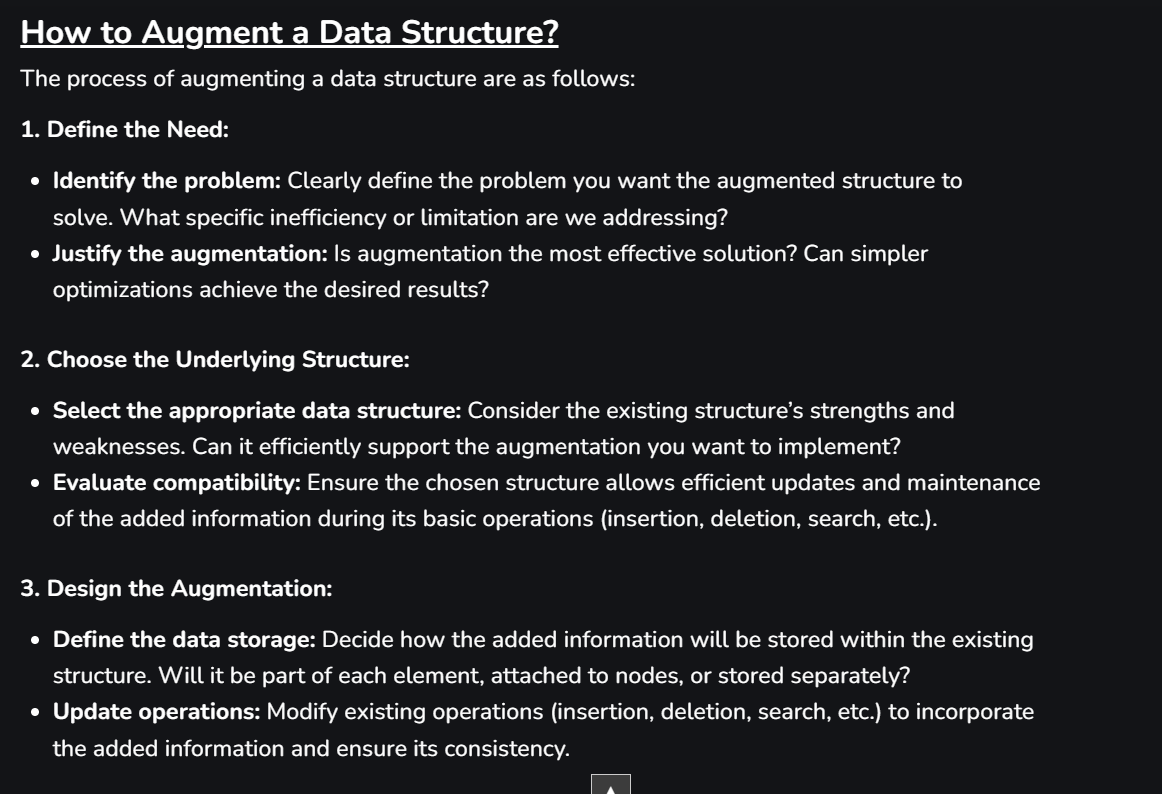 How to Augment a Data Structure?
The process of augmenting a data structure are as follows:
1. Define the Need:
• Identify the problem: Clearly define the problem you want the augmented structure to
solve. What specific inefficiency or limitation are we addressing?
• Justify the augmentation: Is augmentation the most effective solution? Can simpler
optimizations achieve the desired results?
2. Choose the Underlying Structure:
• Select the appropriate data structure: Consider the existing structure’s strengths and
weaknesses. Can it efficiently support the augmentation you want to implement?
• Evaluate compatibility: Ensure the chosen structure allows efficient updates and maintenance
of the added information during its basic operations (insertion, deletion, search, etc.).
3. Design the Augmentation:
• Define the data storage: Decide how the added information will be stored within the existing
structure. Will it be part of each element, attached to nodes, or stored separately?
• Update operations: Modify existing operations (insertion, deletion, search, etc.) to incorporate
the added information and ensure its consistency.